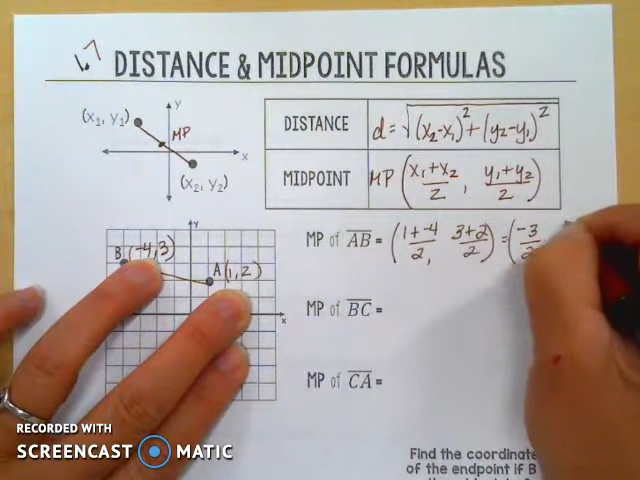 1.7
DISTANCE & MIDPOINT FORMULAS
(x₁, y₁)
y
MP
x
(x₂, y₂)
DISTANCE d = √(x₂-x₁)² + (y₂-y₁)²
MIDPOINT MP (x₁+x₂/2, y₁+y₂/2)
y
B (-4,3)
A (1,2)
x
MP of AB = (1+-4/2, 3+2/2) = (-3/2
MP of BC =
MP of CA =
Find the coordinate
of the endpoint if B
RECORDED WITH
SCREENCAST MATIC